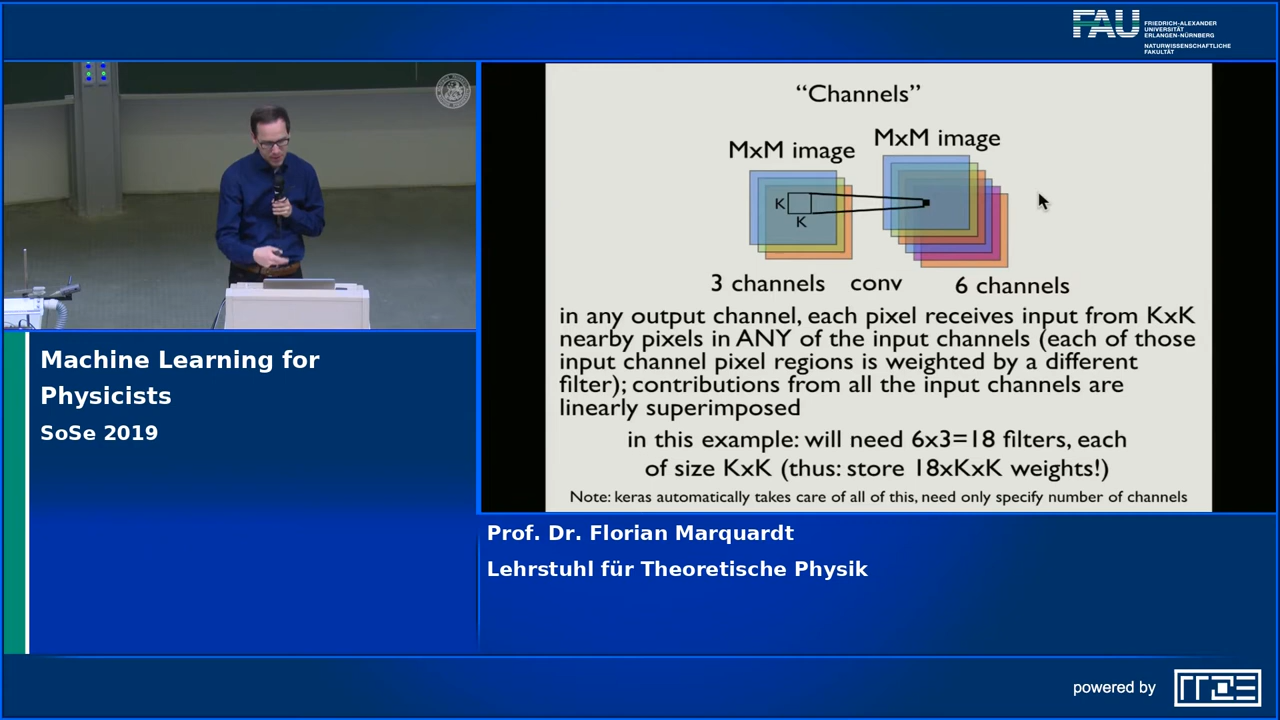 FAU
FRIEDRICH-ALEXANDER
UNIVERSITÄT
ERLANGEN-NÜRNBERG
NATURWISSENSCHAFTLICHE
FAKULTÄT
“Channels”
MxM image
MxM image
K
K
3 channels
conv
6 channels
in any output channel, each pixel receives input from KxK
nearby pixels in ANY of the input channels (each of those
input channel pixel regions is weighted by a different
filter); contributions from all the input channels are
linearly superimposed
in this example: will need 6x3=18 filters, each
of size KxK (thus: store 18xKxK weights!)
Note: keras automatically takes care of all of this, need only specify number of channels
Machine Learning for
Physicists
SoSe 2019
Prof. Dr. Florian Marquardt
Lehrstuhl für Theoretische Physik
powered by